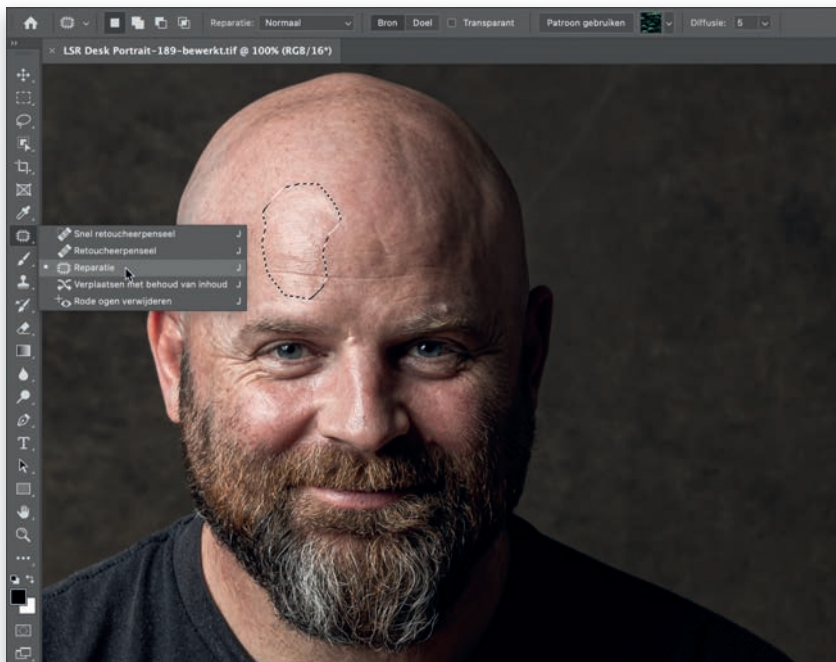 Reparatie: Normaal Bron Doel Transparant Patroon gebruiken Diffusie: 5
× LSR Desk Portrait-189-bewerkt.tif @ 100% (RGB/16*)
Snel retoucheerpenseel J
Retoucheerpenseel J
Reparatie J
Verplaatsen met behoud van inhoud J
Rode ogen verwijderen J